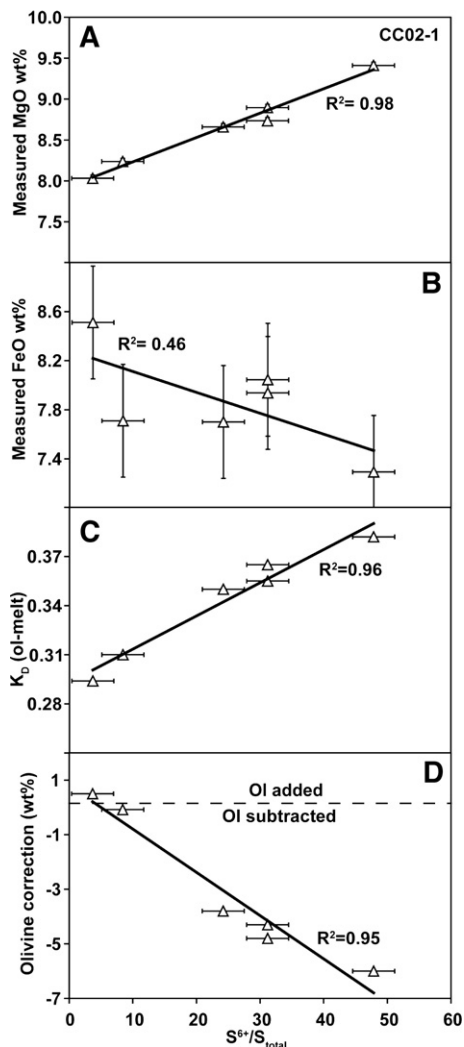 A
CC02-1
Measured MgO wt%
9.5
9.0
8.5
8.0
7.5
R²= 0.98
B
Measured FeO wt%
8.6
8.2
7.8
7.4
R²= 0.46
C
K_D (ol-melt)
0.37
0.34
0.31
0.28
R²=0.96
D
Olivine correction (wt%)
1
-1
-3
-5
-7
Ol added
Ol subtracted
R²=0.95
0 10 20 30 40 50 60
S⁶⁺/S_total